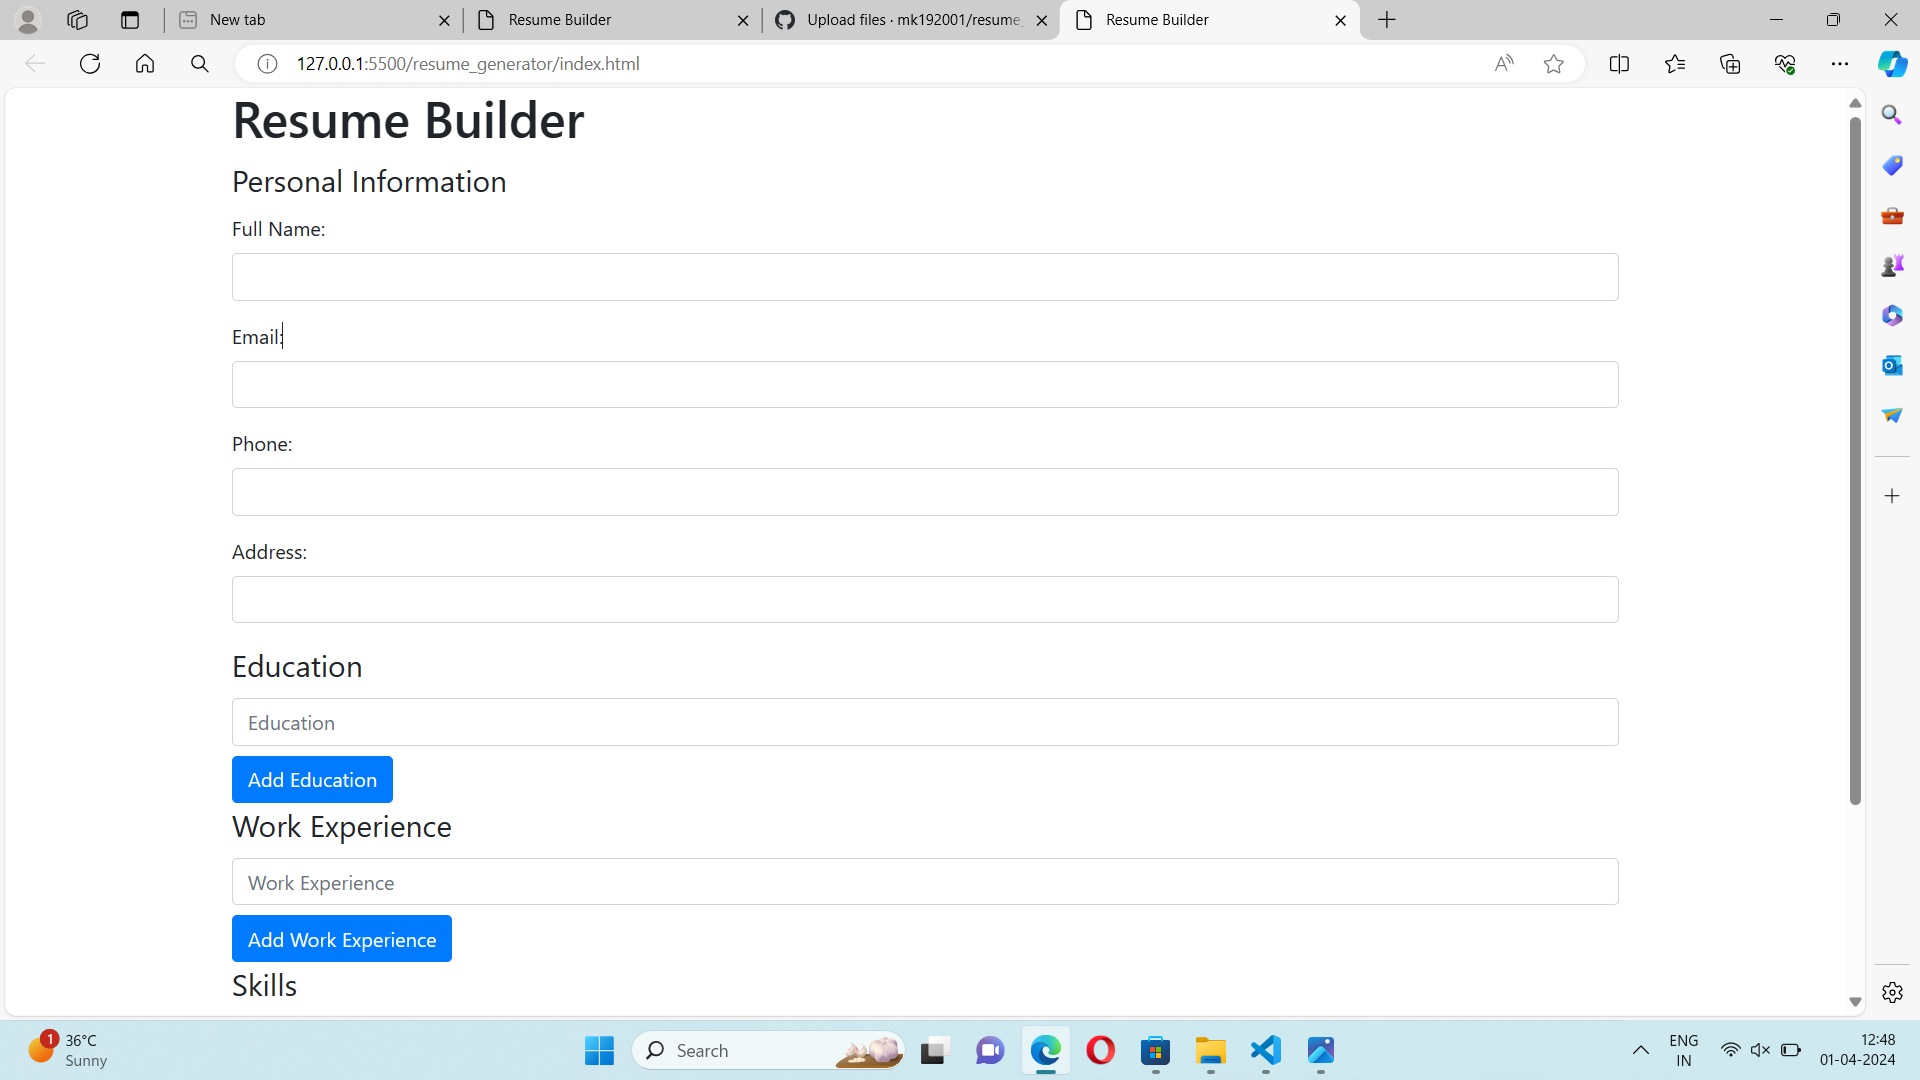 New tab
Resume Builder
Upload files · mk192001/resume_
Resume Builder
127.0.0.1:5500/resume_generator/index.html
Resume Builder
Personal Information
Full Name:
Email:
Phone:
Address:
Education
Education
Add Education
Work Experience
Work Experience
Add Work Experience
Skills
1
36°C
Sunny
Search
ENG
IN
12:48
01-04-2024